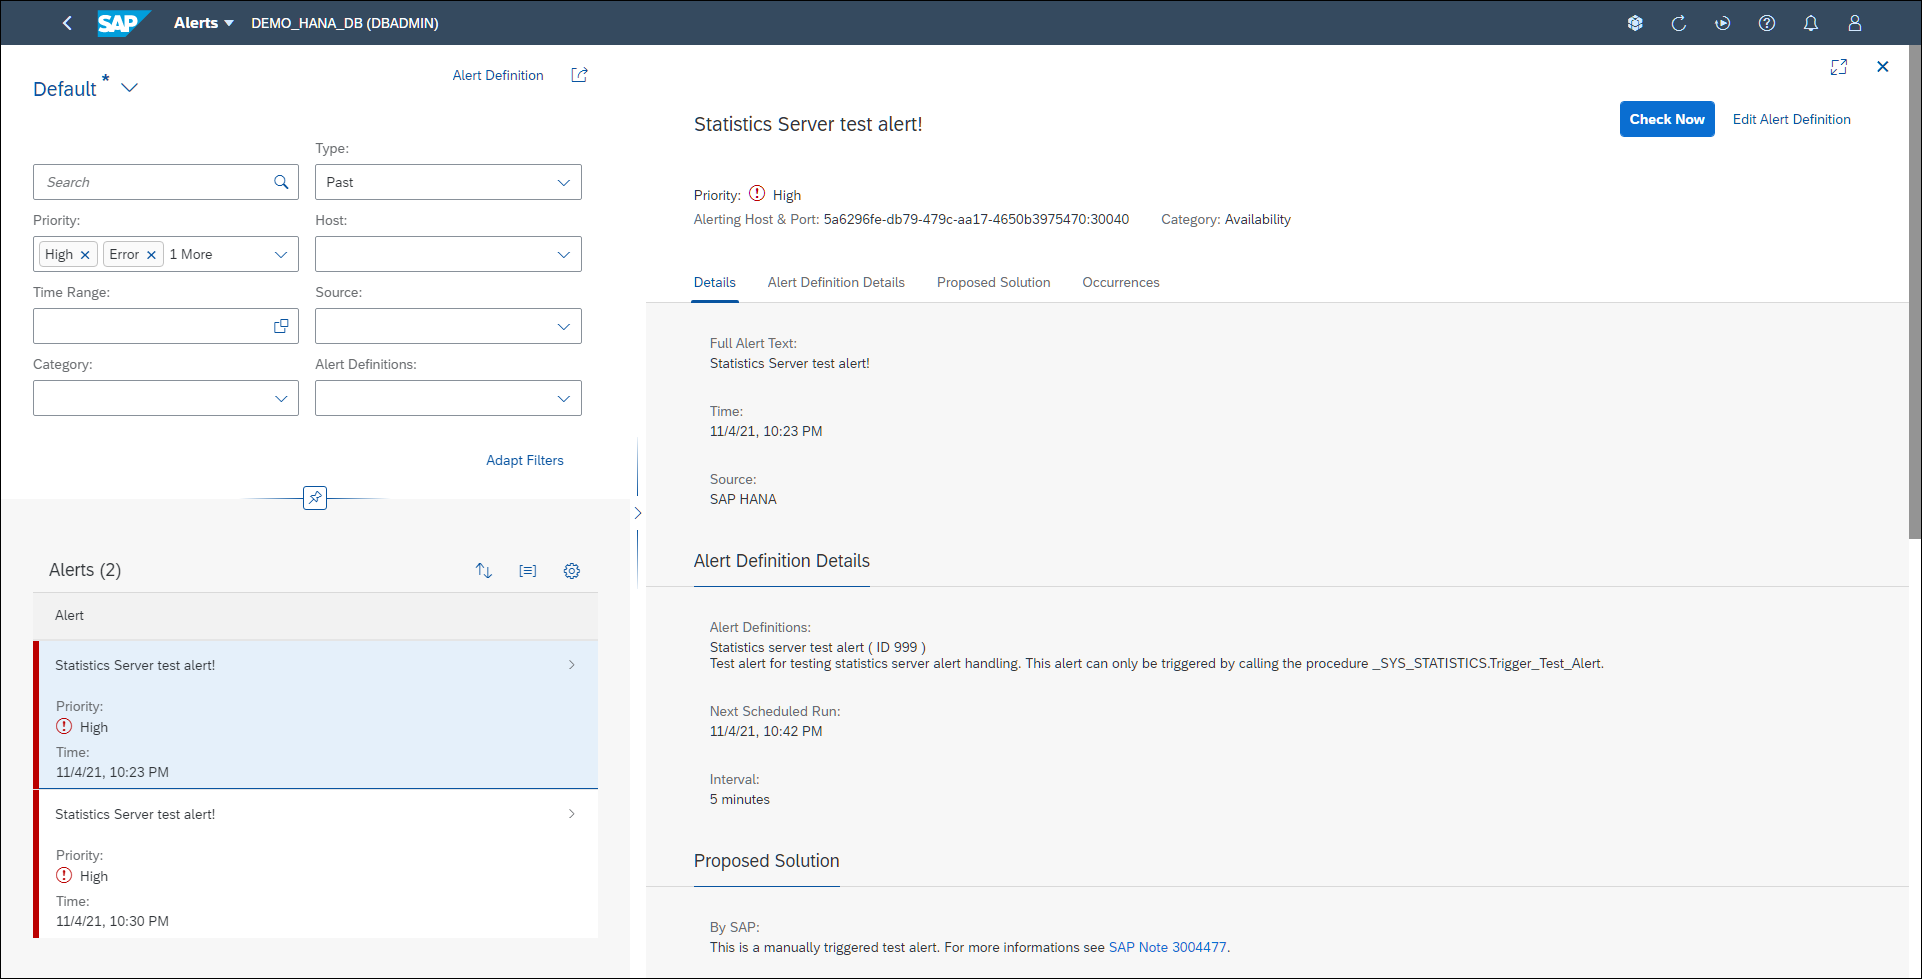 SAP Alerts DEMO_HANA_DB (DBADMIN)
Default *
Alert Definition
Type:
Search
Past
Priority:
Host:
High Error 1 More
Time Range:
Source:
Category:
Alert Definitions:
Adapt Filters
Alerts (2)
Alert
Statistics Server test alert!
Priority:
High
Time:
11/4/21, 10:23 PM
Statistics Server test alert!
Priority:
High
Time:
11/4/21, 10:30 PM
Statistics Server test alert!
Check Now
Edit Alert Definition
Priority: High
Alerting Host & Port: 5a6296fe-db79-479c-aa17-4650b3975470:30040 Category: Availability
Details Alert Definition Details Proposed Solution Occurrences
Full Alert Text:
Statistics Server test alert!
Time:
11/4/21, 10:23 PM
Source:
SAP HANA
Alert Definition Details
Alert Definitions:
Statistics server test alert ( ID 999 )
Test alert for testing statistics server alert handling. This alert can only be triggered by calling the procedure _SYS_STATISTICS.Trigger_Test_Alert.
Next Scheduled Run:
11/4/21, 10:42 PM
Interval:
5 minutes
Proposed Solution
By SAP:
This is a manually triggered test alert. For more informations see SAP Note 3004477.